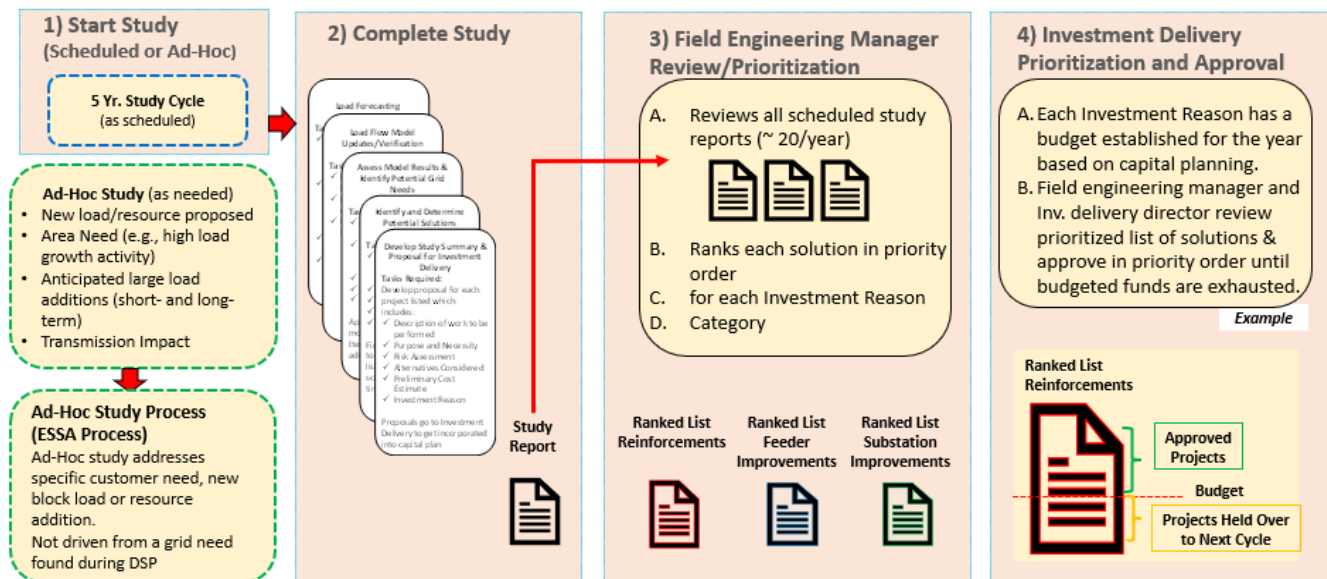 1) Start Study
(Scheduled or Ad-Hoc)
5 Yr. Study Cycle
(as scheduled)
Ad-Hoc Study (as needed)
• New load/resource proposed
• Area Need (e.g., high load
growth activity)
• Anticipated large load
additions (short- and long-
term)
• Transmission Impact
Ad-Hoc Study Process
(ESSA Process)
Ad-Hoc study addresses
specific customer need, new
block load or resource
addition.
Not driven from a grid need
found during DSP
2) Complete Study
Load Forecasting
Load Flow Model
Updates/Verification
Assess Model Results &
Identify Potential Grid
Needs
Identify and Determine
Potential Solutions
Develop Study Summary &
Proposal for Investment
Delivery
Tasks Required:
Develop proposal for each
project listed which
includes:
✓ Description of work to be
performed
✓ Purpose and Necessity
✓ Risk Assessment
✓ Alternatives Considered
✓ Preliminary Cost
Estimate
✓ Investment Reason
Proposals go to Investment
Delivery to get incorporated
into capital plan
Study
Report
3) Field Engineering Manager
Review/Prioritization
A. Reviews all scheduled study
reports (~ 20/year)
B. Ranks each solution in priority
order
C. for each Investment Reason
D. Category
Ranked List
Reinforcements
Ranked List
Feeder
Improvements
Ranked List
Substation
Improvements
4) Investment Delivery
Prioritization and Approval
A. Each Investment Reason has a
budget established for the year
based on capital planning.
B. Field engineering manager and
Inv. delivery director review
prioritized list of solutions &
approve in priority order until
budgeted funds are exhausted.
Example
Ranked List
Reinforcements
Approved
Projects
Budget
Projects Held Over
to Next Cycle